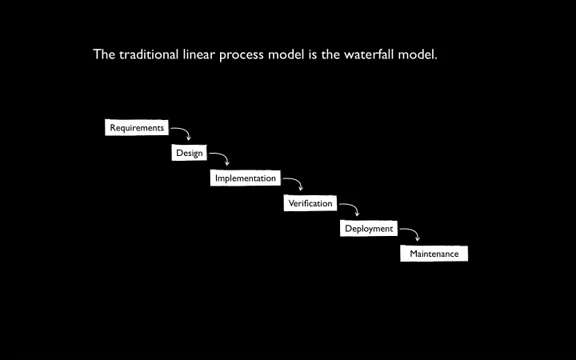 The traditional linear process model is the waterfall model.
Requirements
Design
Implementation
Verification
Deployment
Maintenance